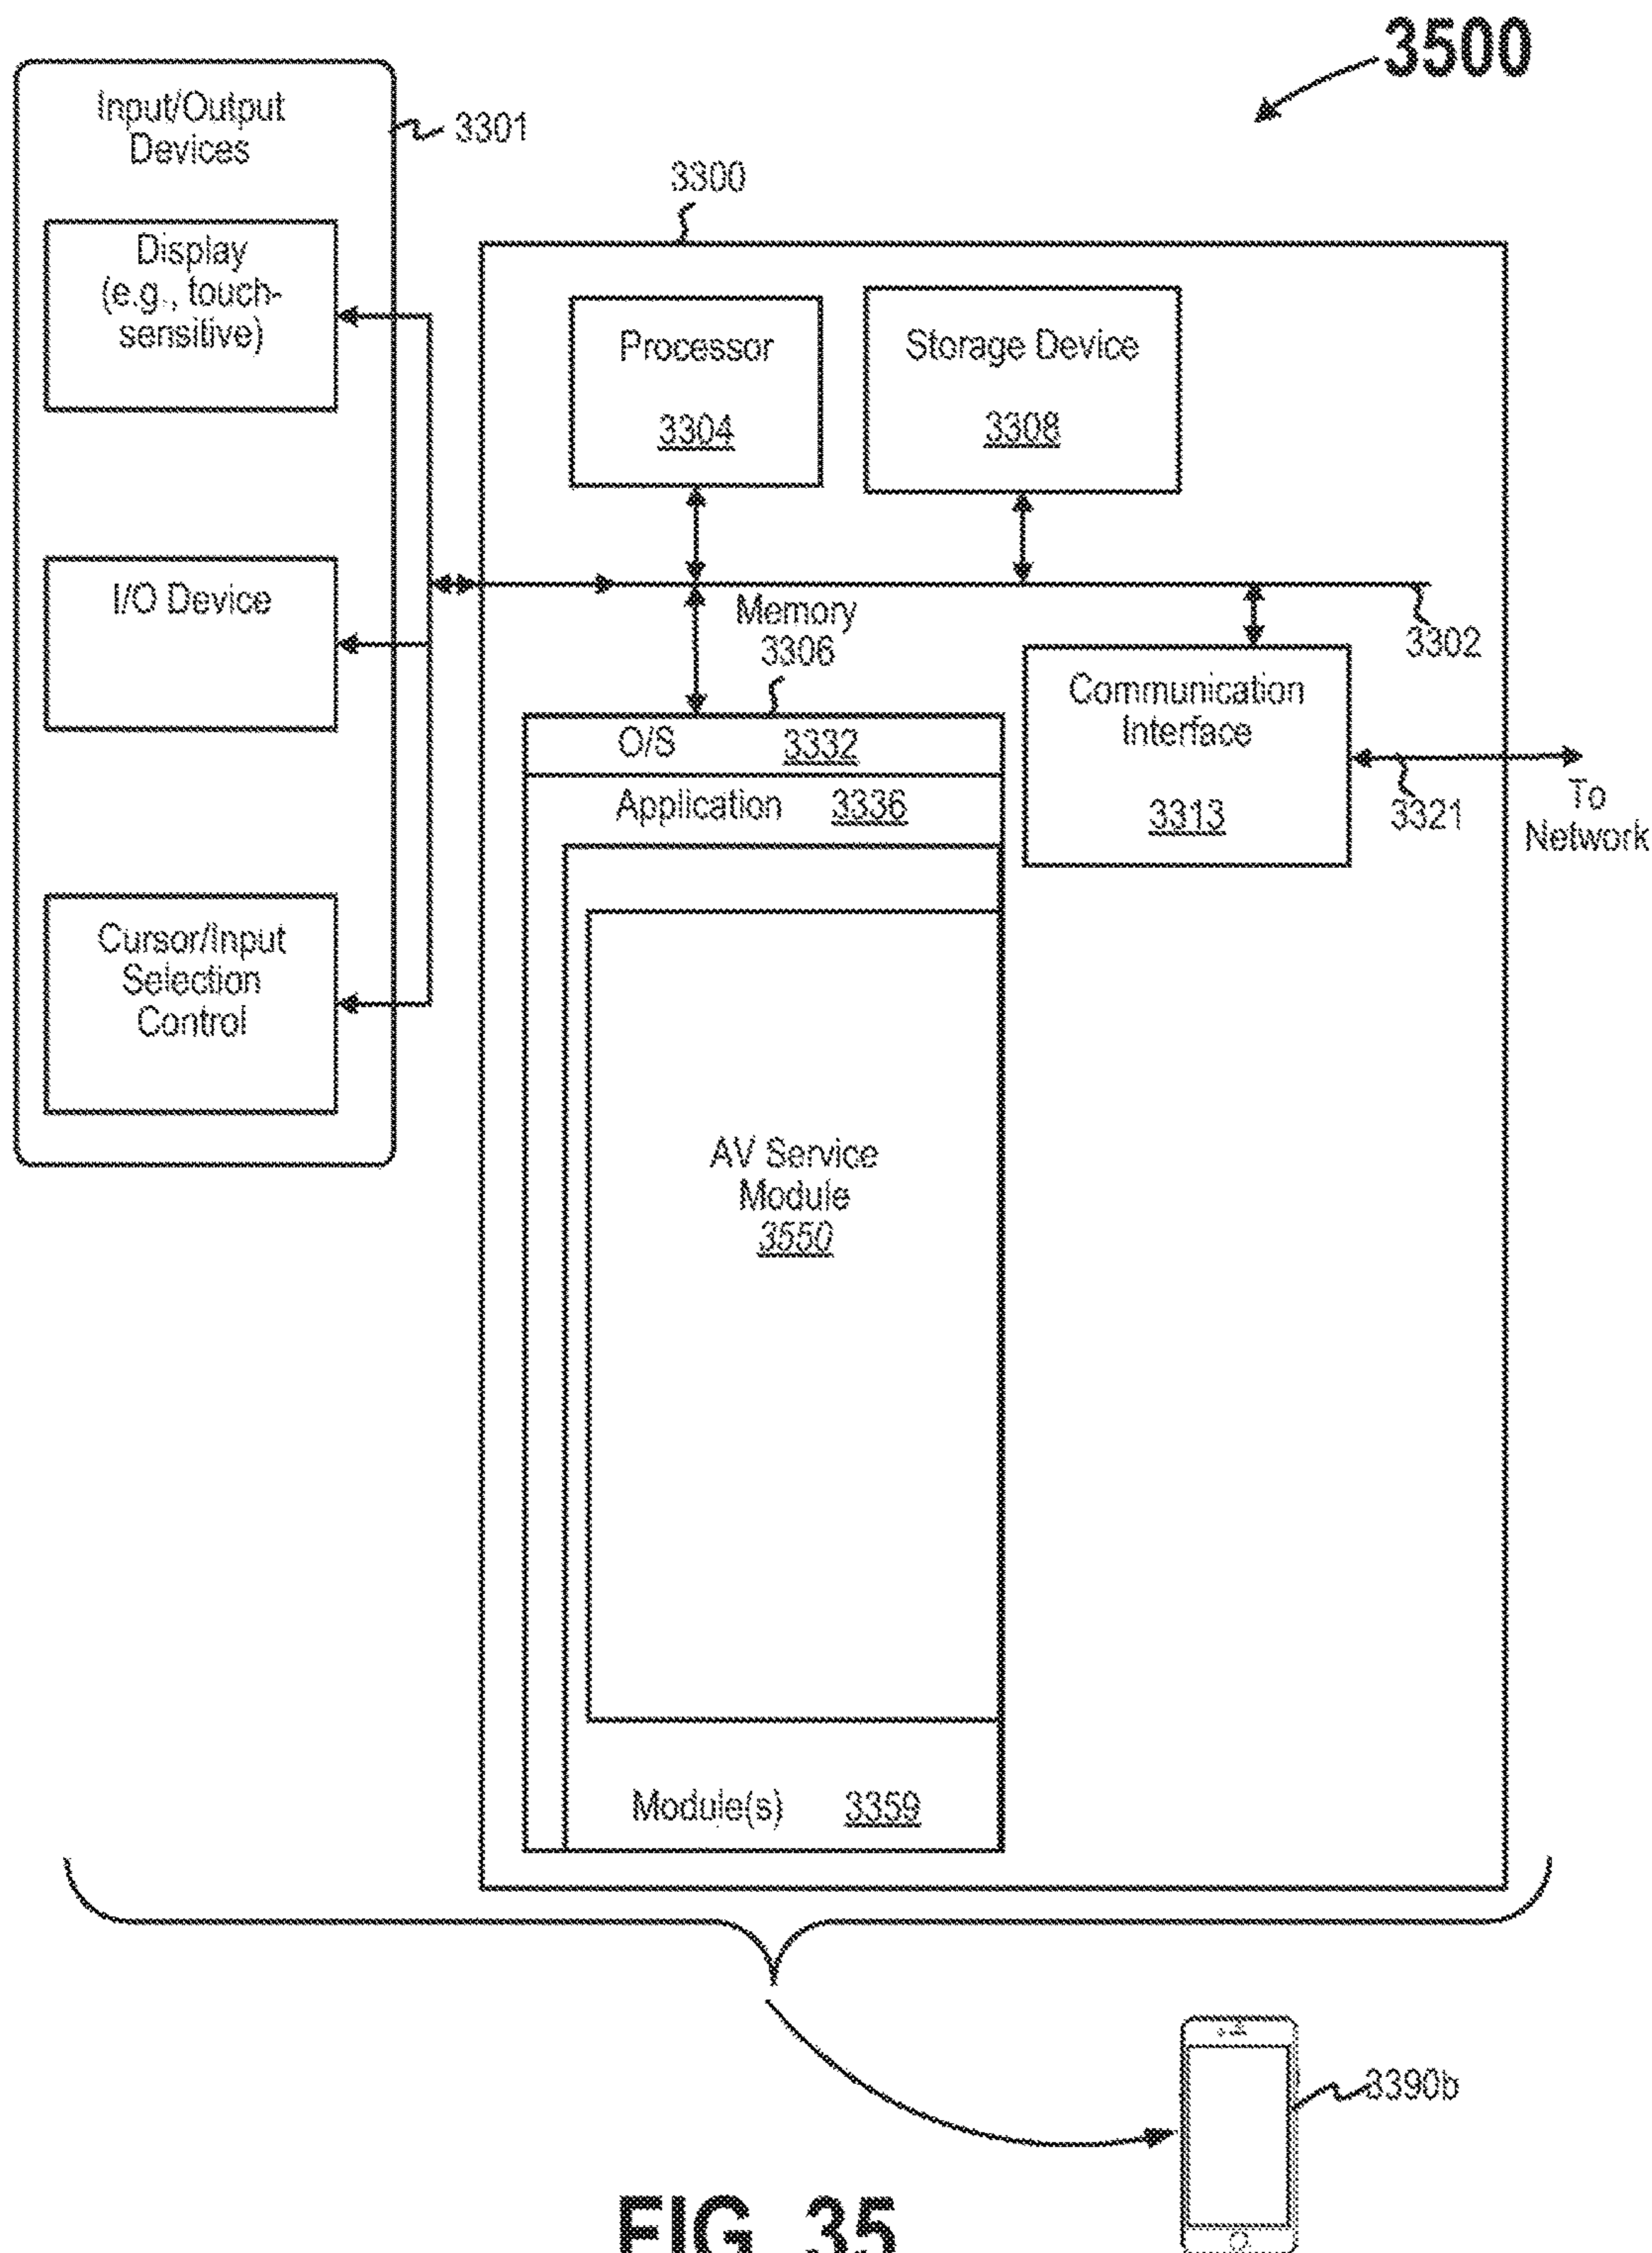 3500
Input/Output
Devices
3301
3300
Display
(e.g., touch-
sensitive)
Processor
3304
Storage Device
3308
I/O Device
Memory
3306
3302
Communication
Interface
3313
3321
To
Network
O/S 3332
Application 3336
Cursor/Input
Selection
Control
AV Service
Module
3550
Module(s) 3359
3390b
FIG. 35